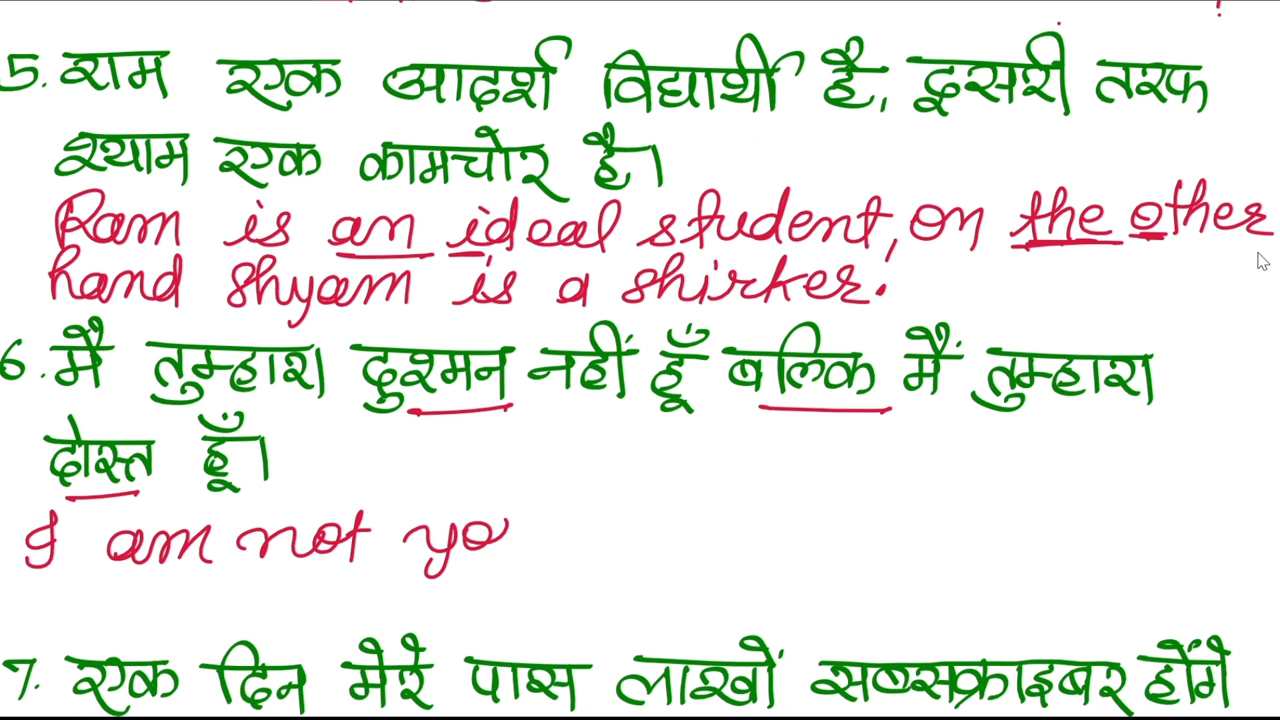 5. राम एक आदर्श विद्यार्थी है, दूसरी तरफ
श्याम एक कामचोर है।
Ram is an ideal student, on the other
hand Shyam is a shirker.
6. मैं तुम्हारा दुश्मन नहीं हूँ बल्कि मैं तुम्हारा
दोस्त हूँ।
I am not yo
7. एक दिन मेरे पास लाखों सब्सक्राइबर होंगे